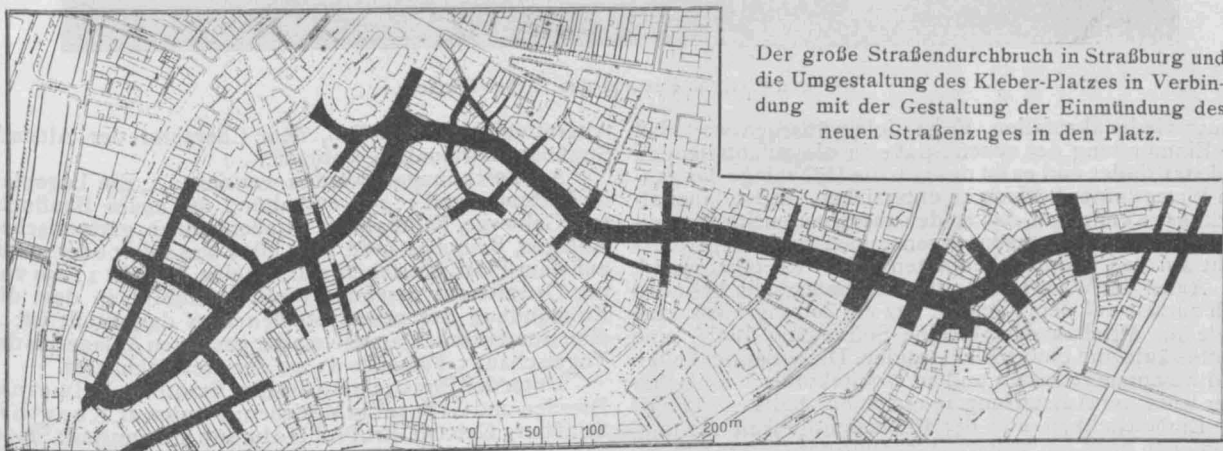 Der große Straßendurchbruch in Straßburg und
die Umgestaltung des Kleber-Platzes in Verbin-
dung mit der Gestaltung der Einmündung des
neuen Straßenzuges in den Platz.
0 50 100 200 m